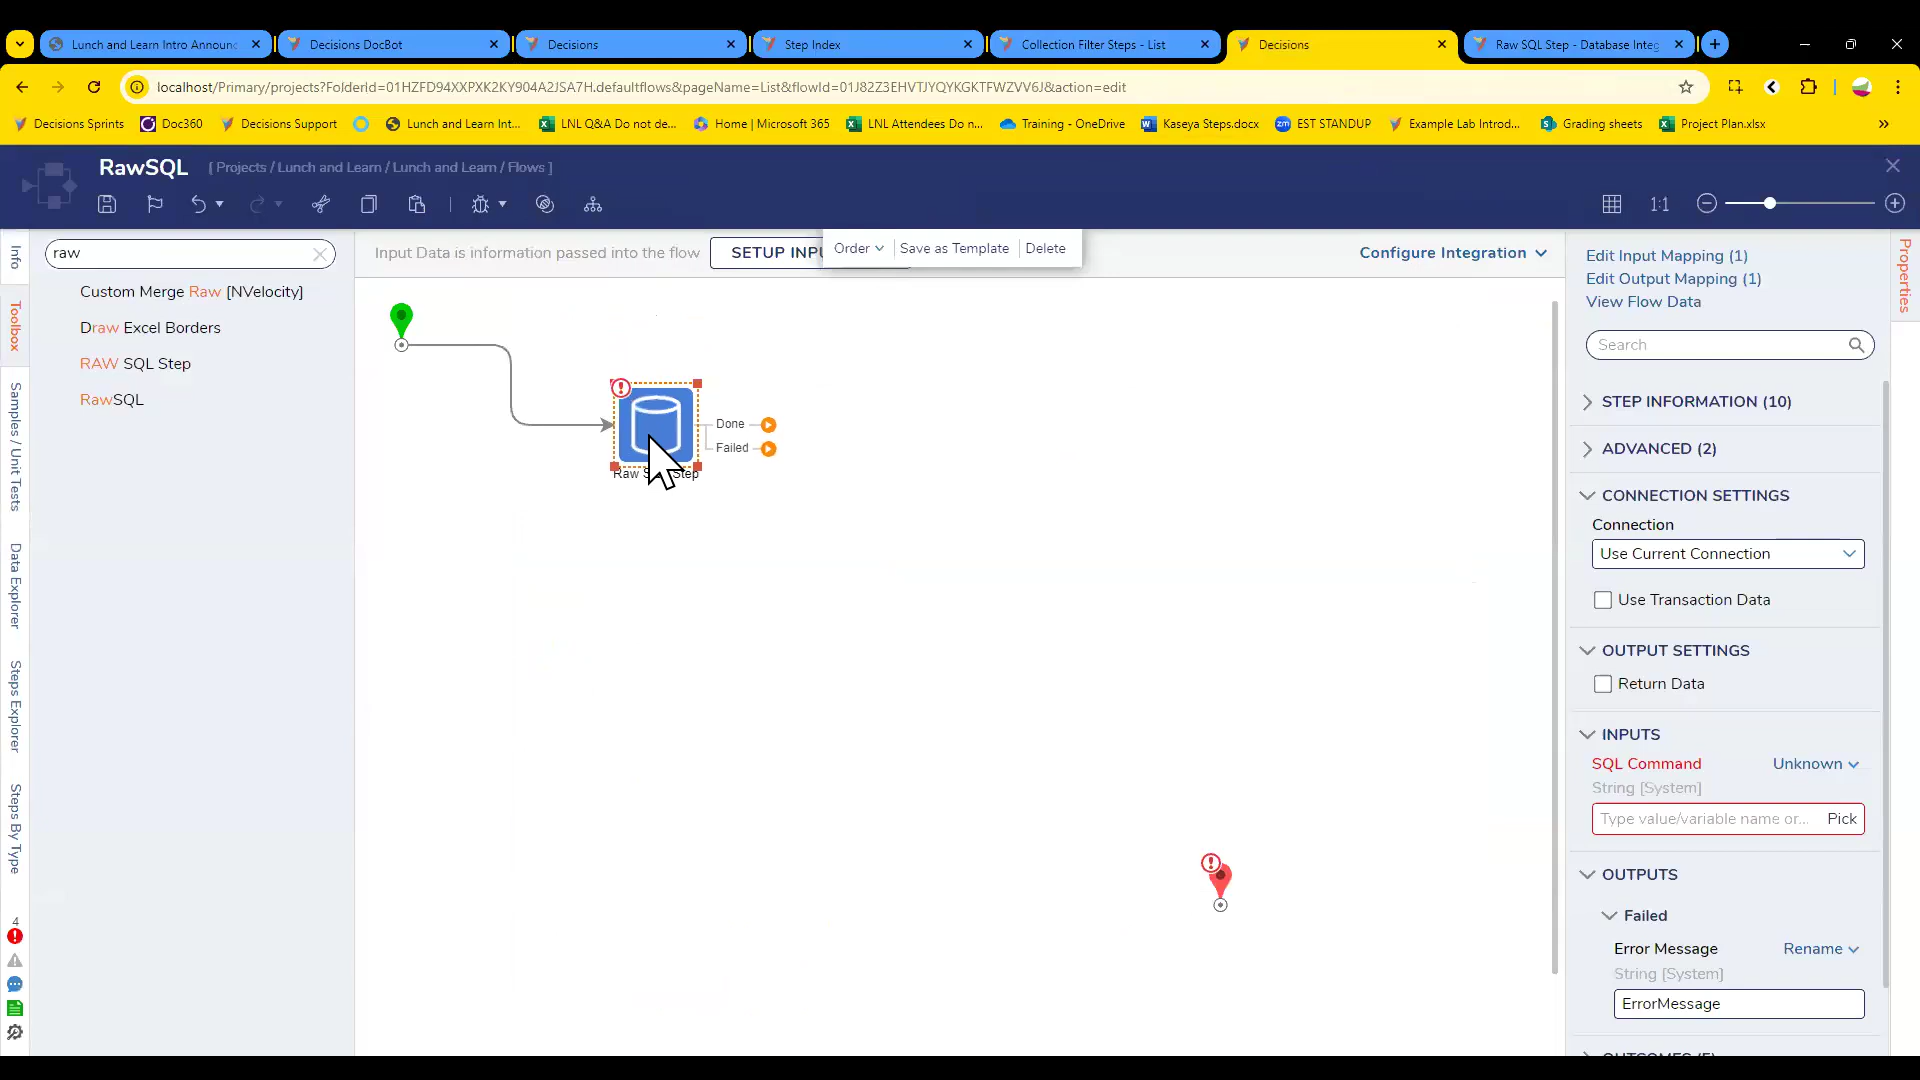 Lunch and Learn Intro Announc
Decisions DocBot
Decisions
Step Index
Collection Filter Steps - List
Decisions
Raw SQL Step - Database Integ
localhost/Primary/projects?FolderId=01HZFD94XXPXK2KY904A2JSA7H.defaultflows&pageName=List&flowId=01J82Z3EHVTJYQYKGKTFWZVV6J&action=edit
Decisions Sprints
Doc360
Decisions Support
Lunch and Learn Int...
LNL Q&A Do not de...
Home | Microsoft 365
LNL Attendees Do n...
Training - OneDrive
Kaseya Steps.docx
EST STANDUP
Example Lab Introd...
Grading sheets
Project Plan.xlsx
RawSQL
[ Projects / Lunch and Learn / Lunch and Learn / Flows ]
1:1
Info
Toolbox
Samples / Unit Tests
Data Explorer
Steps Explorer
Steps By Type
4
raw
Custom Merge Raw [NVelocity]
Draw Excel Borders
RAW SQL Step
RawSQL
Input Data is information passed into the flow
SETUP INPU
Order
Save as Template
Delete
Configure Integration
Done
Failed
Raw S Step
Properties
Edit Input Mapping (1)
Edit Output Mapping (1)
View Flow Data
Search
STEP INFORMATION (10)
ADVANCED (2)
CONNECTION SETTINGS
Connection
Use Current Connection
Use Transaction Data
OUTPUT SETTINGS
Return Data
INPUTS
SQL Command
Unknown
String [System]
Type value/variable name or...
Pick
OUTPUTS
Failed
Error Message
Rename
String [System]
ErrorMessage